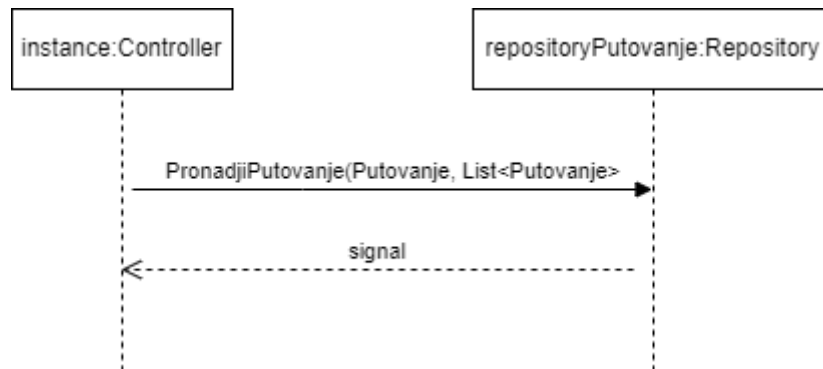 instance:Controller
repositoryPutovanje:Repository
PronadjiPutovanje(Putovanje, List<Putovanje>
signal